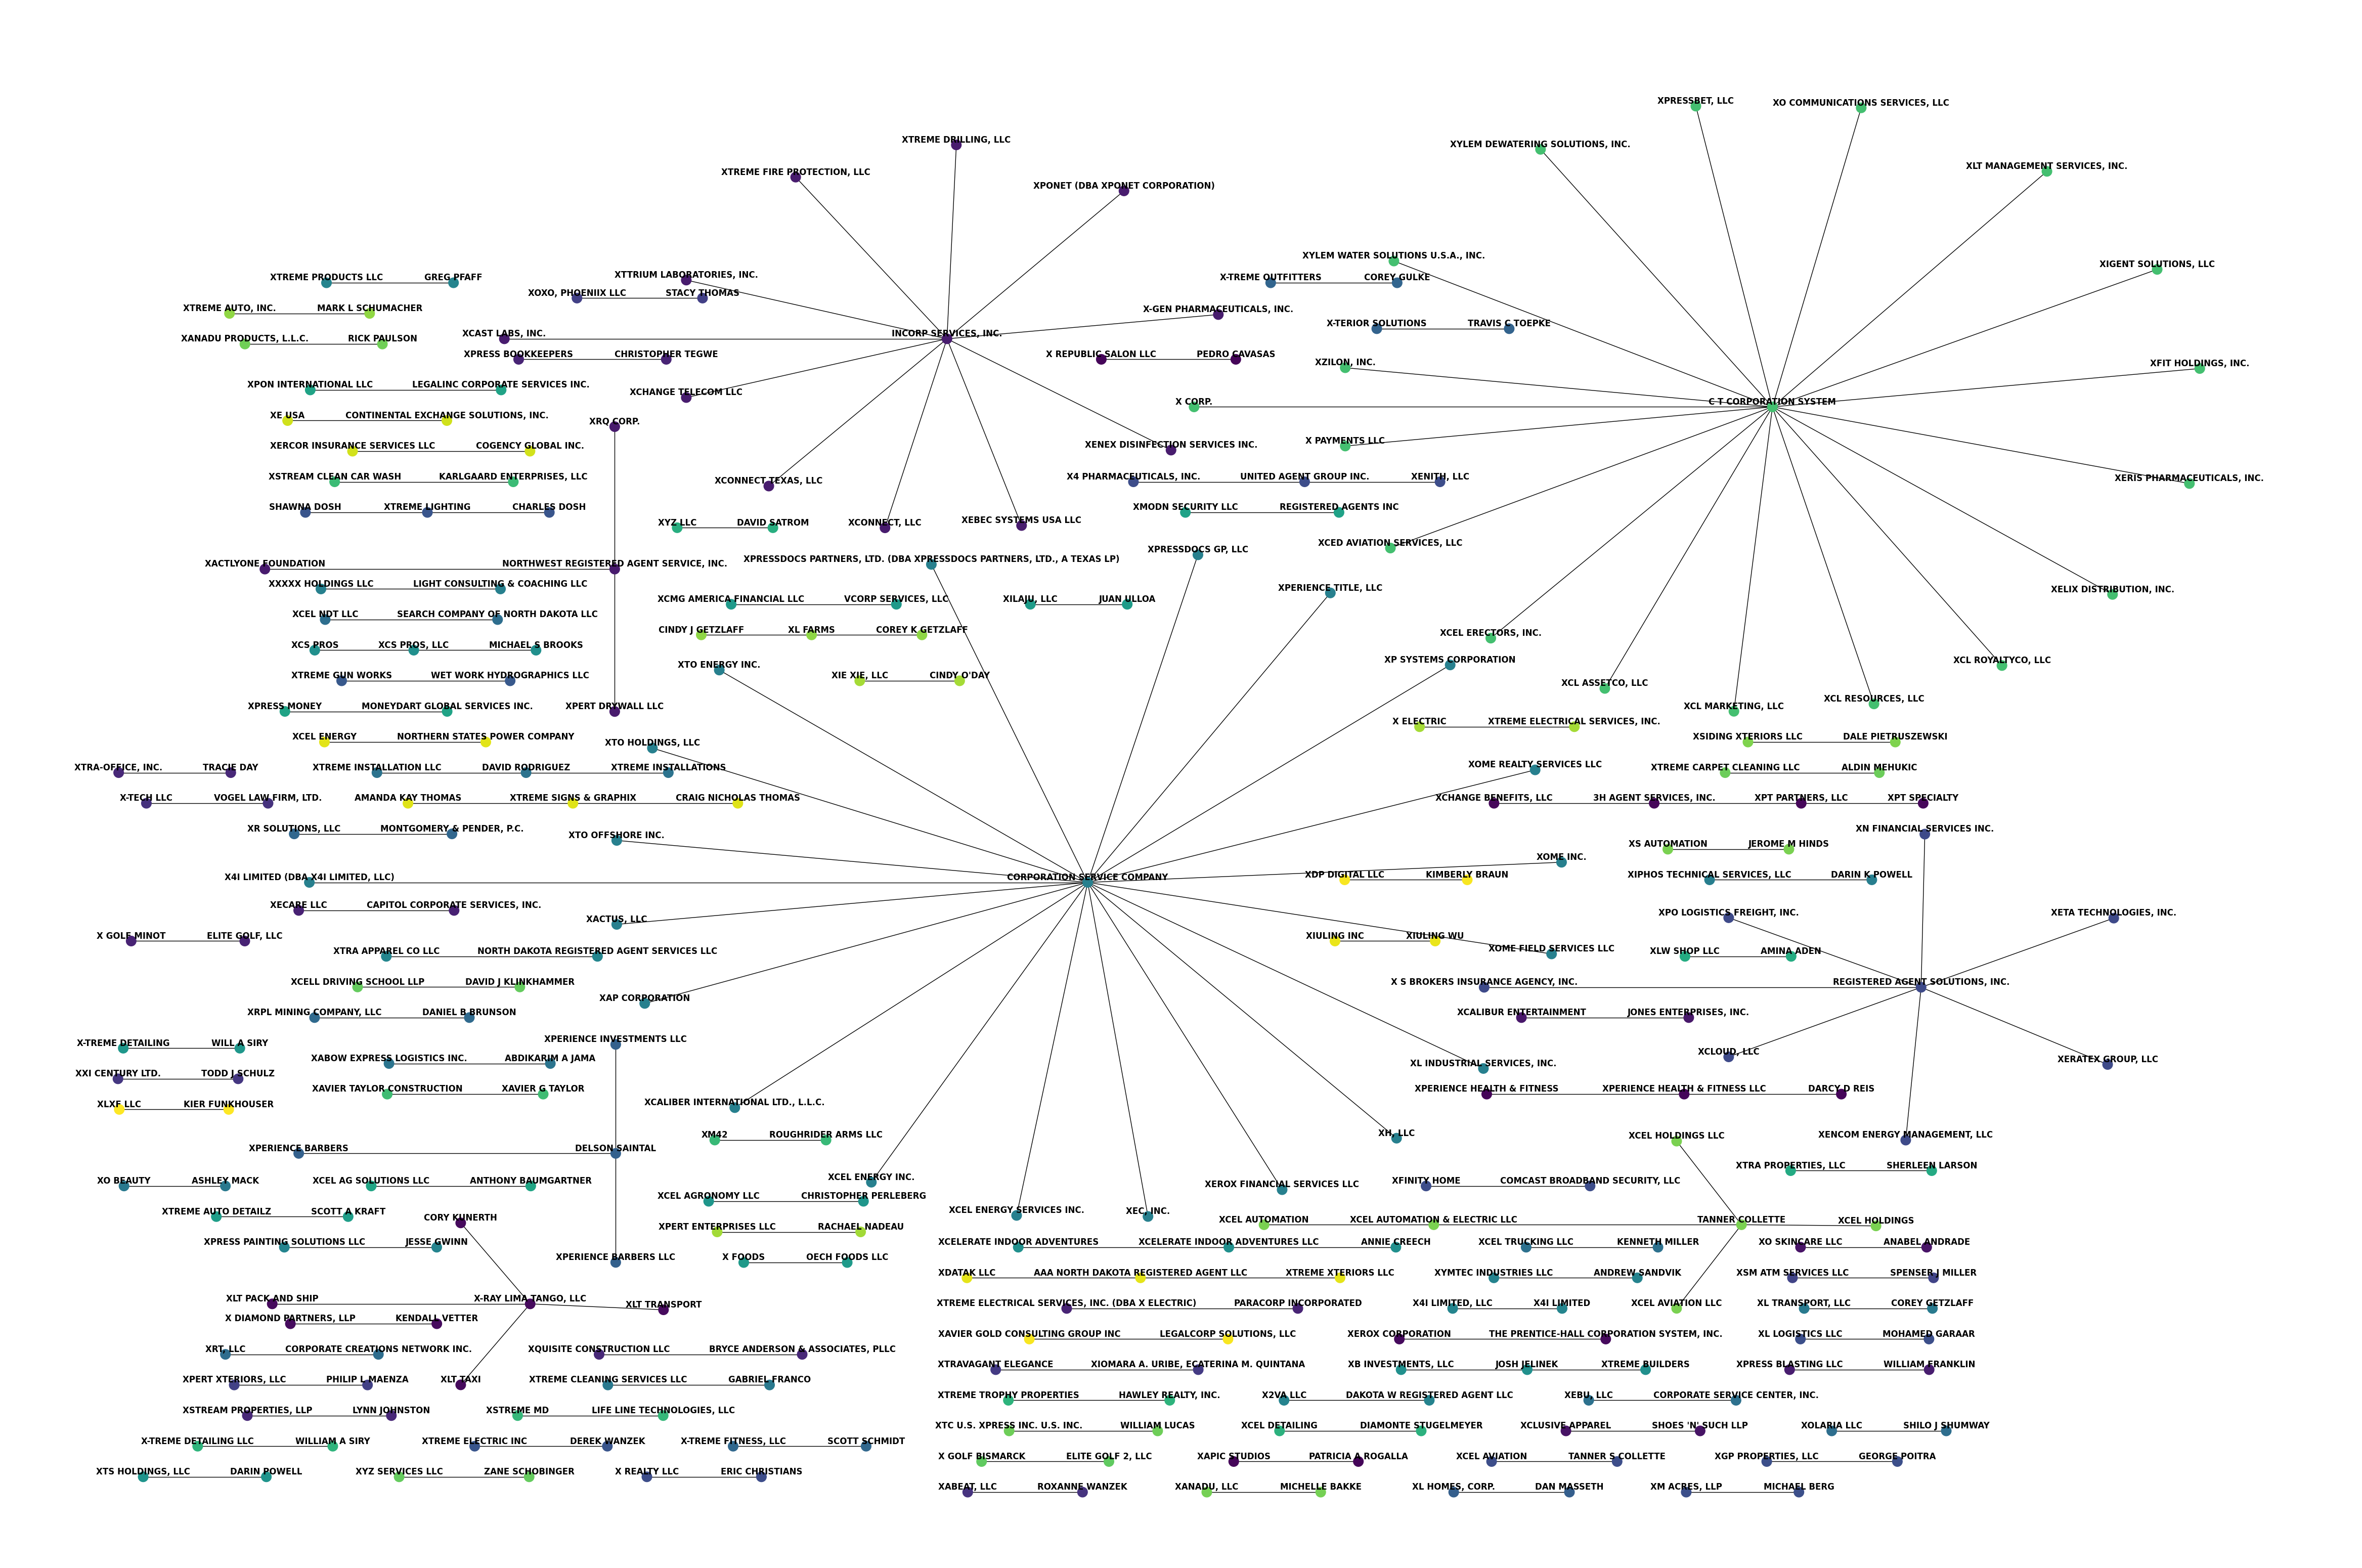 XPRESSBET, LLC
XO COMMUNICATIONS SERVICES, LLC
XTREME DRILLING, LLC
XYLEM DEWATERING SOLUTIONS, INC.
XLT MANAGEMENT SERVICES, INC.
XTREME FIRE PROTECTION, LLC
XPONET (DBA XPONET CORPORATION)
XYLEM WATER SOLUTIONS U.S.A., INC.
XIGENT SOLUTIONS, LLC
XTREME PRODUCTS LLC
GREG PFAFF
XTTRIUM LABORATORIES, INC.
X-TREME OUTFITTERS
COREY GULKE
XOXO, PHOENIIX LLC
STACY THOMAS
XTREME AUTO, INC.
MARK L SCHUMACHER
X-GEN PHARMACEUTICALS, INC.
X-TERIOR SOLUTIONS
TRAVIS C TOEPKE
XCAST LABS, INC.
INCORP SERVICES, INC.
XANADU PRODUCTS, L.L.C.
RICK PAULSON
XPRESS BOOKKEEPERS
CHRISTOPHER TEGWE
X REPUBLIC SALON LLC
PEDRO CAVASAS
XZILON, INC.
XFIT HOLDINGS, INC.
XPON INTERNATIONAL LLC
LEGALINC CORPORATE SERVICES INC.
XCHANGE TELECOM LLC
X CORP.
C T CORPORATION SYSTEM
XE USA
CONTINENTAL EXCHANGE SOLUTIONS, INC.
XRQ CORP.
XERCOR INSURANCE SERVICES LLC
COGENCY GLOBAL INC.
XENEX DISINFECTION SERVICES INC.
X PAYMENTS LLC
XSTREAM CLEAN CAR WASH
KARLGAARD ENTERPRISES, LLC
XCONNECT TEXAS, LLC
X4 PHARMACEUTICALS, INC.
UNITED AGENT GROUP INC.
XENITH, LLC
XERIS PHARMACEUTICALS, INC.
SHAWNA DOSH
XTREME LIGHTING
CHARLES DOSH
XMODN SECURITY LLC
REGISTERED AGENTS INC
XYZ LLC
DAVID SATROM
XCONNECT, LLC
XEBEC SYSTEMS USA LLC
XCED AVIATION SERVICES, LLC
XPRESSDOCS GP, LLC
XACTLYONE FOUNDATION
NORTHWEST REGISTERED AGENT SERVICE, INC.
XPRESSDOCS PARTNERS, LTD. (DBA XPRESSDOCS PARTNERS, LTD., A TEXAS LP)
XXXXX HOLDINGS LLC
LIGHT CONSULTING & COACHING LLC
XPERIENCE TITLE, LLC
XELIX DISTRIBUTION, INC.
XCMG AMERICA FINANCIAL LLC
VCORP SERVICES, LLC
XILAJU, LLC
JUAN ULLOA
XCEL NDT LLC
SEARCH COMPANY OF NORTH DAKOTA LLC
CINDY J GETZLAFF
XL FARMS
COREY K GETZLAFF
XCEL ERECTORS, INC.
XCS PROS
XCS PROS, LLC
MICHAEL S BROOKS
XTO ENERGY INC.
XP SYSTEMS CORPORATION
XCL ROYALTYCO, LLC
XTREME GUN WORKS
WET WORK HYDROGRAPHICS LLC
XIE XIE, LLC
CINDY O'DAY
XCL ASSETCO, LLC
XPRESS MONEY
MONEYDART GLOBAL SERVICES INC.
XPERT DRYWALL LLC
XCL MARKETING, LLC
XCL RESOURCES, LLC
X ELECTRIC
XTREME ELECTRICAL SERVICES, INC.
XCEL ENERGY
NORTHERN STATES POWER COMPANY
XTO HOLDINGS, LLC
XSIDING XTERIORS LLC
DALE PIETRUSZEWSKI
XTRA-OFFICE, INC.
TRACIE DAY
XTREME INSTALLATION LLC
DAVID RODRIGUEZ
XTREME INSTALLATIONS
XOME REALTY SERVICES LLC
XTREME CARPET CLEANING LLC
ALDIN MEHUKIC
X-TECH LLC
VOGEL LAW FIRM, LTD.
AMANDA KAY THOMAS
XTREME SIGNS & GRAPHIX
CRAIG NICHOLAS THOMAS
XCHANGE BENEFITS, LLC
3H AGENT SERVICES, INC.
XPT PARTNERS, LLC
XPT SPECIALTY
XR SOLUTIONS, LLC
MONTGOMERY & PENDER, P.C.
XTO OFFSHORE INC.
XN FINANCIAL SERVICES INC.
XS AUTOMATION
JEROME M HINDS
XOME INC.
X4I LIMITED (DBA X4I LIMITED, LLC)
CORPORATION SERVICE COMPANY
XDP DIGITAL LLC
KIMBERLY BRAUN
XIPHOS TECHNICAL SERVICES, LLC
DARIN K POWELL
XECARE LLC
CAPITOL CORPORATE SERVICES, INC.
XACTUS, LLC
XPO LOGISTICS FREIGHT, INC.
XETA TECHNOLOGIES, INC.
X GOLF MINOT
ELITE GOLF, LLC
XIULING INC
XIULING WU
XTRA APPAREL CO LLC
NORTH DAKOTA REGISTERED AGENT SERVICES LLC
XOME FIELD SERVICES LLC
XLW SHOP LLC
AMINA ADEN
XCELL DRIVING SCHOOL LLP
DAVID J KLINKHAMMER
X S BROKERS INSURANCE AGENCY, INC.
REGISTERED AGENT SOLUTIONS, INC.
XAP CORPORATION
XRPL MINING COMPANY, LLC
DANIEL B BRUNSON
XCALIBUR ENTERTAINMENT
JONES ENTERPRISES, INC.
X-TREME DETAILING
WILL A SIRY
XPERIENCE INVESTMENTS LLC
XABOW EXPRESS LOGISTICS INC.
ABDIKARIM A JAMA
XL INDUSTRIAL SERVICES, INC.
XCLOUD, LLC
XERATEX GROUP, LLC
XXI CENTURY LTD.
TODD J SCHULZ
XAVIER TAYLOR CONSTRUCTION
XAVIER G TAYLOR
XPERIENCE HEALTH & FITNESS
XPERIENCE HEALTH & FITNESS LLC
DARCY D REIS
XLXF LLC
KIER FUNKHOUSER
XCALIBER INTERNATIONAL LTD., L.L.C.
XM42
ROUGHRIDER ARMS LLC
XH, LLC
XCEL HOLDINGS LLC
XENCOM ENERGY MANAGEMENT, LLC
XPERIENCE BARBERS
DELSON SAINTAL
XTRA PROPERTIES, LLC
SHERLEEN LARSON
XO BEAUTY
ASHLEY MACK
XCEL AG SOLUTIONS LLC
ANTHONY BAUMGARTNER
XCEL ENERGY INC.
XEROX FINANCIAL SERVICES LLC
XFINITY HOME
COMCAST BROADBAND SECURITY, LLC
XCEL AGRONOMY LLC
CHRISTOPHER PERLEBERG
XTREME AUTO DETAILZ
SCOTT A KRAFT
CORY KUNERTH
XCEL ENERGY SERVICES INC.
XEC, INC.
XCEL AUTOMATION
XCEL AUTOMATION & ELECTRIC LLC
TANNER COLLETTE
XCEL HOLDINGS
XPERT ENTERPRISES LLC
RACHAEL NADEAU
XPRESS PAINTING SOLUTIONS LLC
JESSE GWINN
XCELERATE INDOOR ADVENTURES
XCELERATE INDOOR ADVENTURES LLC
ANNIE CREECH
XCEL TRUCKING LLC
KENNETH MILLER
XO SKINCARE LLC
ANABEL ANDRADE
XPERIENCE BARBERS LLC
X FOODS
OECH FOODS LLC
XDATAK LLC
AAA NORTH DAKOTA REGISTERED AGENT LLC
XTREME XTERIORS LLC
XYMTEC INDUSTRIES LLC
ANDREW SANDVIK
XSM ATM SERVICES LLC
SPENSER J MILLER
XLT PACK AND SHIP
X-RAY LIMA TANGO, LLC
XLT TRANSPORT
XTREME ELECTRICAL SERVICES, INC. (DBA X ELECTRIC)
PARACORP INCORPORATED
X4I LIMITED, LLC
X4I LIMITED
XCEL AVIATION LLC
XL TRANSPORT, LLC
COREY GETZLAFF
X DIAMOND PARTNERS, LLP
KENDALL VETTER
XAVIER GOLD CONSULTING GROUP INC
LEGALCORP SOLUTIONS, LLC
XEROX CORPORATION
THE PRENTICE-HALL CORPORATION SYSTEM, INC.
XL LOGISTICS LLC
MOHAMED GARAAR
XRT, LLC
CORPORATE CREATIONS NETWORK INC.
XQUISITE CONSTRUCTION LLC
BRYCE ANDERSON & ASSOCIATES, PLLC
XTRAVAGANT ELEGANCE
XIOMARA A. URIBE, ECATERINA M. QUINTANA
XB INVESTMENTS, LLC
JOSH JELINEK
XTREME BUILDERS
XPRESS BLASTING LLC
WILLIAM FRANKLIN
XPERT XTERIORS, LLC
PHILIP L MAENZA
XLT TAXI
XTREME CLEANING SERVICES LLC
GABRIEL FRANCO
XTREME TROPHY PROPERTIES
HAWLEY REALTY, INC.
X2VA LLC
DAKOTA W REGISTERED AGENT LLC
XEBU, LLC
CORPORATE SERVICE CENTER, INC.
XSTREAM PROPERTIES, LLP
LYNN JOHNSTON
XSTREME MD
LIFE LINE TECHNOLOGIES, LLC
XTC U.S. XPRESS INC. U.S. INC.
WILLIAM LUCAS
XCEL DETAILING
DIAMONTE STUGELMEYER
XCLUSIVE APPAREL
SHOES 'N' SUCH LLP
XOLARIA LLC
SHILO J SHUMWAY
X-TREME DETAILING LLC
WILLIAM A SIRY
XTREME ELECTRIC INC
DEREK WANZEK
X-TREME FITNESS, LLC
SCOTT SCHMIDT
X GOLF BISMARCK
ELITE GOLF 2, LLC
XAPIC STUDIOS
PATRICIA A ROGALLA
XCEL AVIATION
TANNER S COLLETTE
XGP PROPERTIES, LLC
GEORGE POITRA
XTS HOLDINGS, LLC
DARIN POWELL
XYZ SERVICES LLC
ZANE SCHOBINGER
X REALTY LLC
ERIC CHRISTIANS
XABEAT, LLC
ROXANNE WANZEK
XANADU, LLC
MICHELLE BAKKE
XL HOMES, CORP.
DAN MASSETH
XM ACRES, LLP
MICHAEL BERG